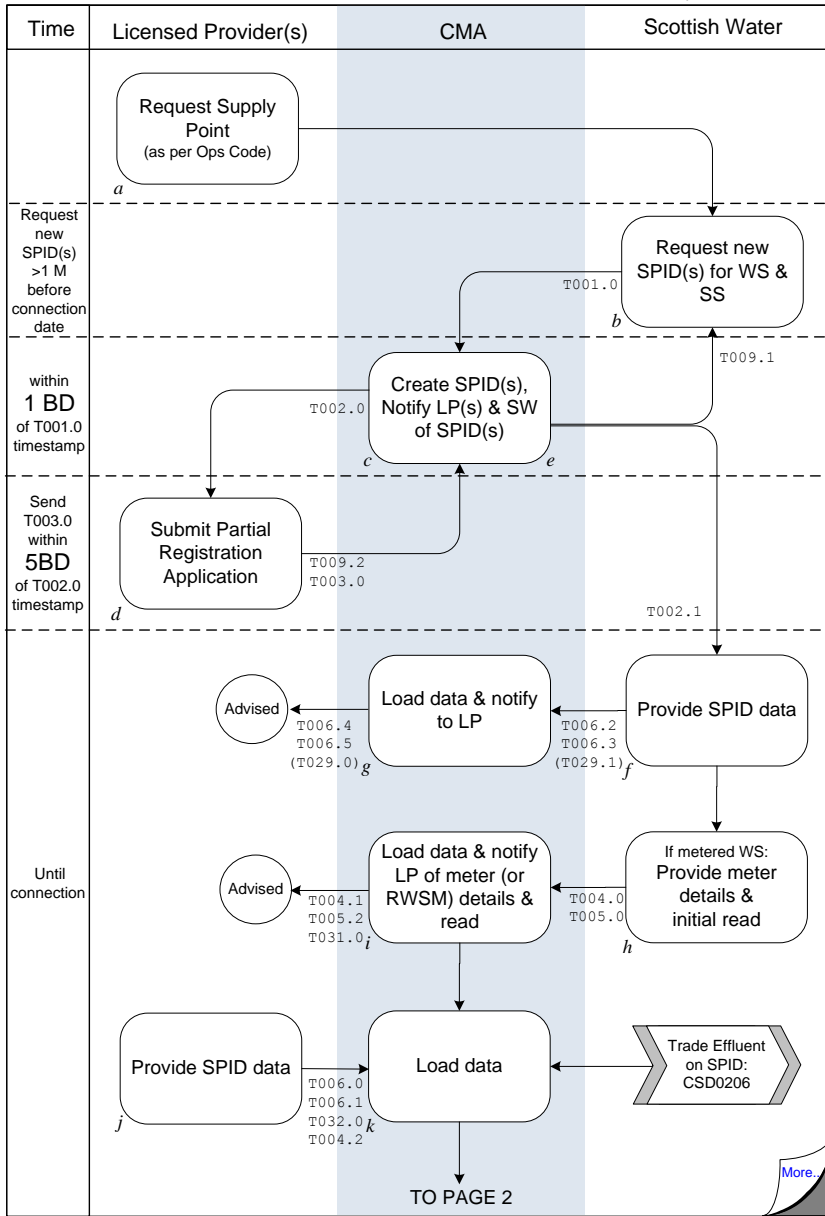 Time
Licensed Provider(s)
CMA
Scottish Water
Request Supply
Point
(as per Ops Code)
a
Request
new
SPID(s)
>1 M
before
connection
date
Request new
SPID(s) for WS &
SS
b
T001.0
T009.1
within
1 BD
of T001.0
timestamp
T002.0
Create SPID(s),
Notify LP(s) & SW
of SPID(s)
c
e
Send
T003.0
within
5BD
of T002.0
timestamp
Submit Partial
Registration
Application
d
T009.2
T003.0
T002.1
Until
connection
Advised
T006.4
T006.5
(T029.0)
Load data & notify
to LP
g
T006.2
T006.3
(T029.1)
Provide SPID data
f
Advised
T004.1
T005.2
T031.0
Load data & notify
LP of meter (or
RWSM) details &
read
i
T004.0
T005.0
If metered WS:
Provide meter
details &
initial read
h
Provide SPID data
j
T006.0
T006.1
T032.0
T004.2
Load data
k
Trade Effluent
on SPID:
CSD0206
TO PAGE 2
More..